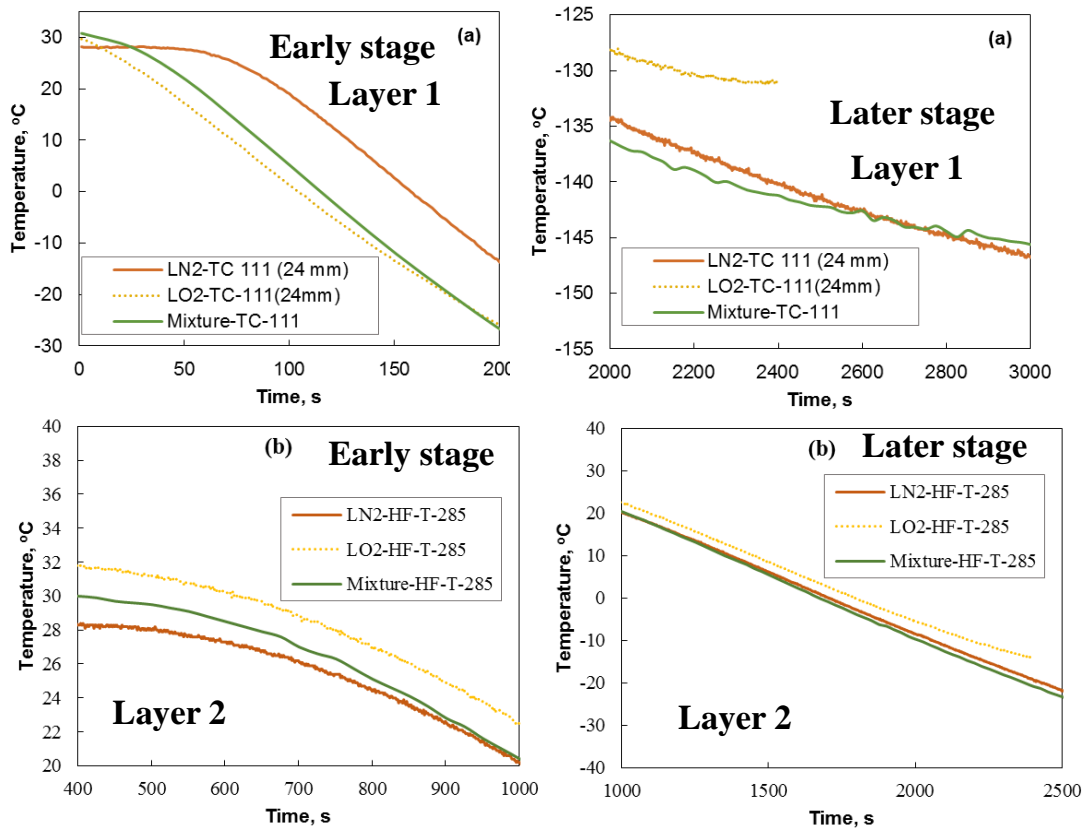 (a)
Early stage
Layer 1
Temperature, oC
30
20
10
0
-10
-20
-30
LN2-TC 111 (24 mm)
LO2-TC-111(24mm)
Mixture-TC-111
0
50
100
150
200
Time, s
(a)
Later stage
Layer 1
Temperature, oC
-125
-130
-135
-140
-145
-150
-155
LN2-TC 111 (24 mm)
LO2-TC-111(24mm)
Mixture-TC-111
2000
2200
2400
2600
2800
3000
Time, s
(b)
Early stage
Layer 2
Temperature, oC
40
38
36
34
32
30
28
26
24
22
20
LN2-HF-T-285
LO2-HF-T-285
Mixture-HF-T-285
400
500
600
700
800
900
1000
Time, s
(b)
Later stage
Layer 2
Temperature, oC
40
30
20
10
0
-10
-20
-30
-40
LN2-HF-T-285
LO2-HF-T-285
Mixture-HF-T-285
1000
1500
2000
2500
Time, s